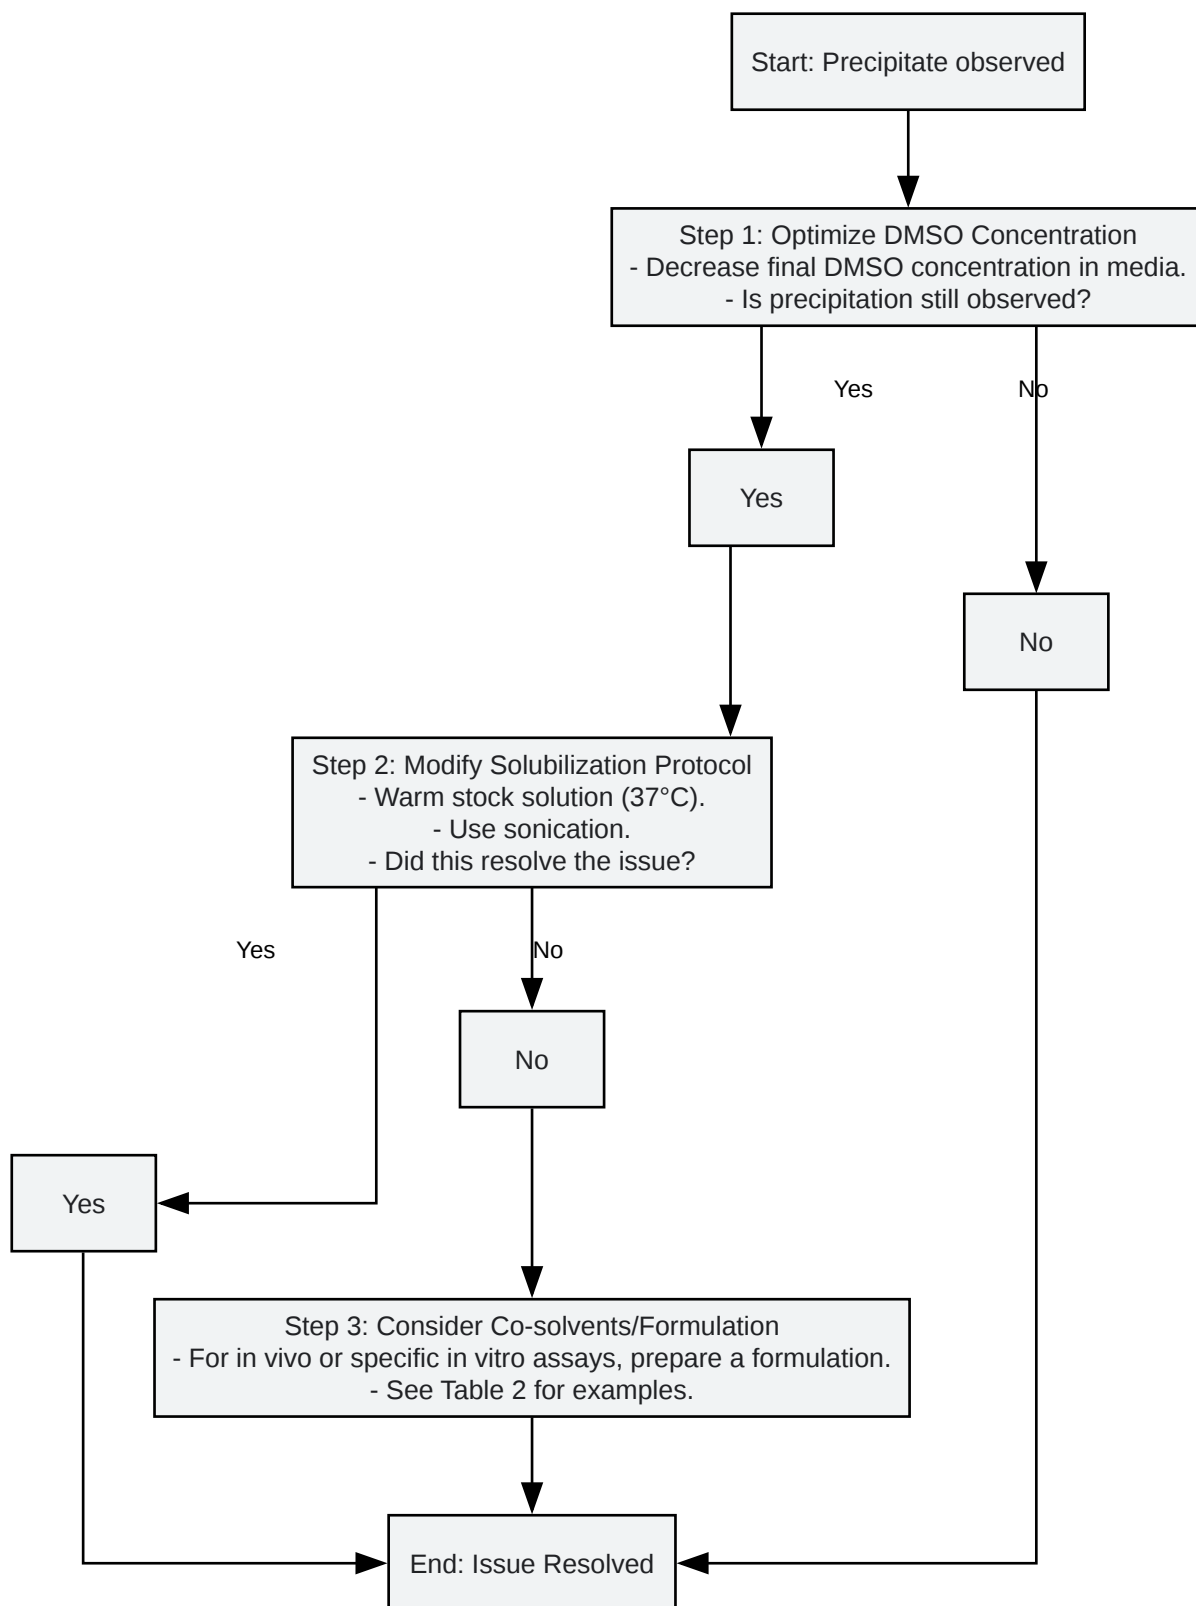 Start: Precipitate observed
Step 1: Optimize DMSO Concentration
- Decrease final DMSO concentration in media.
- Is precipitation still observed?
Yes
No
Yes
No
Step 2: Modify Solubilization Protocol
- Warm stock solution (37°C).
- Use sonication.
- Did this resolve the issue?
Yes
No
No
Yes
Step 3: Consider Co-solvents/Formulation
- For in vivo or specific in vitro assays, prepare a formulation.
- See Table 2 for examples.
End: Issue Resolved